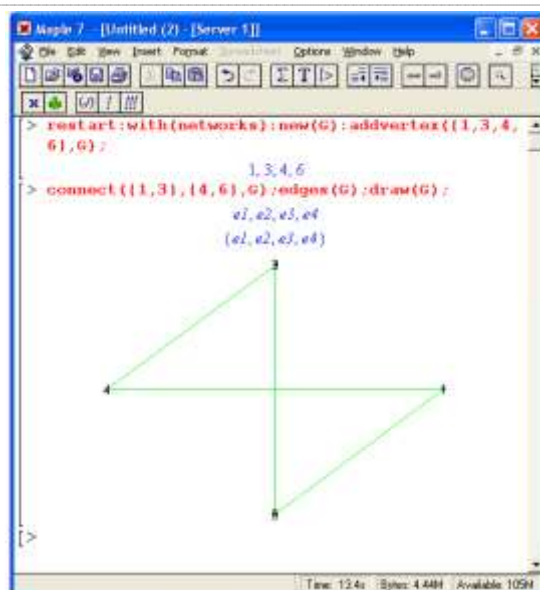 Maple 7 - [Untitled (2) - [Server 1]]
File Edit View Insert Format Spreadsheet Options Window Help
> restart:with(networks):new(G):addvertex({1,3,4,
6},G);
1, 3, 4, 6
> connect({1,3},{4,6},G);edges(G);draw(G);
e1, e2, e3, e4
{e1, e2, e3, e4}
3
4
1
6
[>
Time: 13.4s Bytes: 4.44M Available: 105M